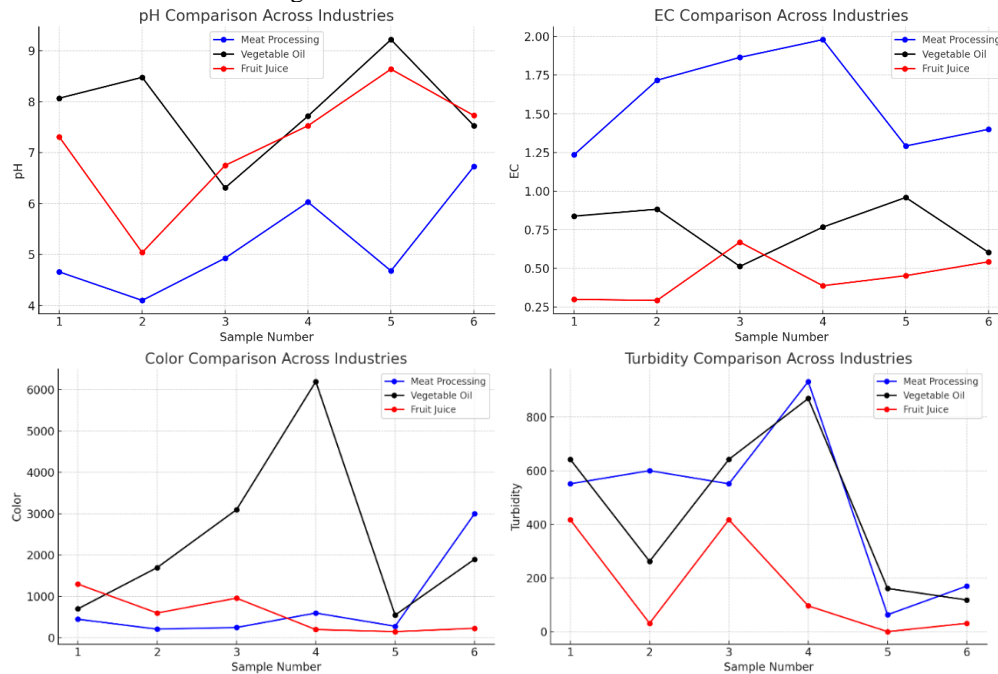 pH Comparison Across Industries
9
8
7
6
5
4
pH
Meat Processing
Vegetable Oil
Fruit Juice
1 2 3 4 5 6
Sample Number
EC Comparison Across Industries
2.00
1.75
1.50
1.25
1.00
0.75
0.50
0.25
EC
Meat Processing
Vegetable Oil
Fruit Juice
1 2 3 4 5 6
Sample Number
Color Comparison Across Industries
6000
5000
4000
3000
2000
1000
0
Color
Meat Processing
Vegetable Oil
Fruit Juice
1 2 3 4 5 6
Sample Number
Turbidity Comparison Across Industries
800
600
400
200
0
Turbidity
Meat Processing
Vegetable Oil
Fruit Juice
1 2 3 4 5 6
Sample Number